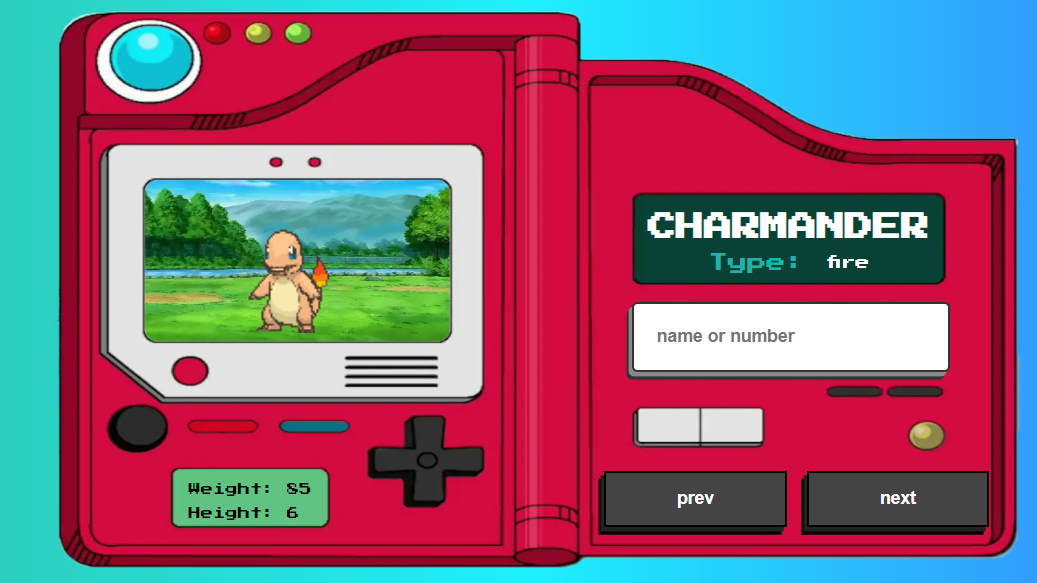 CHARMANDER
Type: fire
name or number
Weight: 85
Height: 6
prev
next